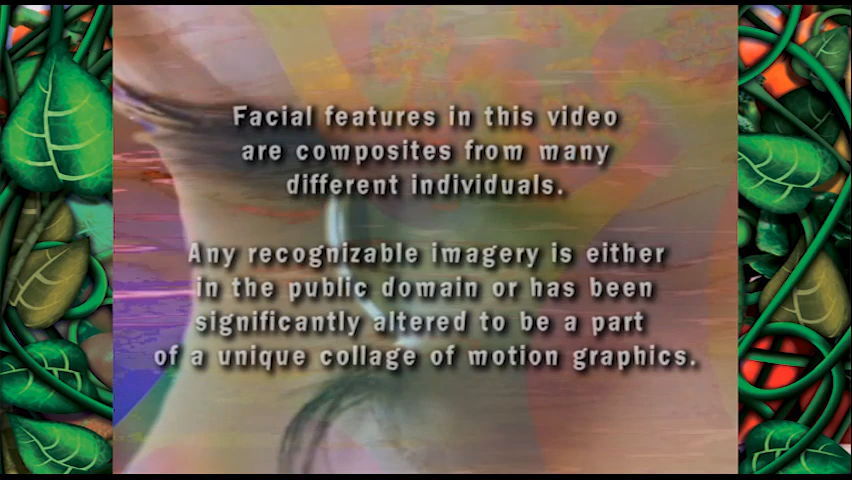 Facial features in this video
are composites from many
different individuals.
Any recognizable imagery is either
in the public domain or has been
significantly altered to be a part
of a unique collage of motion graphics.